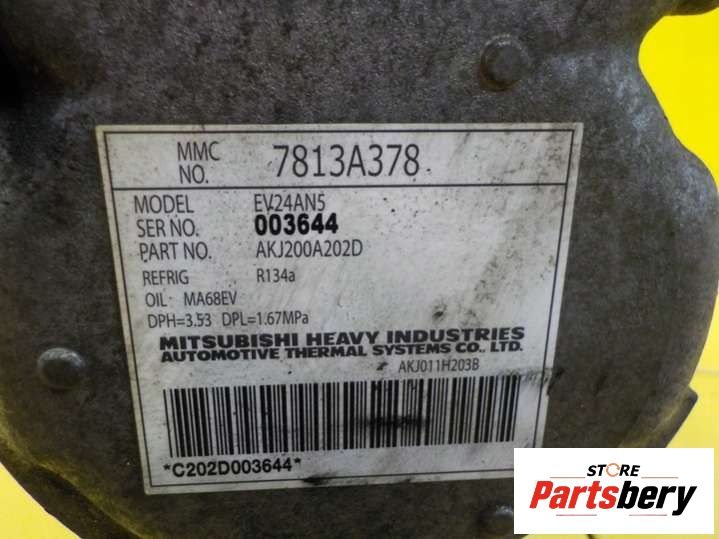 MMC NO. 7813A378
MODEL EV24AN5
SER NO. 003644
PART NO. AKJ200A202D
REFRIG R134a
OIL MA68EV
DPH=3.53 DPL=1.67MPa
MITSUBISHI HEAVY INDUSTRIES
AUTOMOTIVE THERMAL SYSTEMS CO., LTD.
AKJ011H203B
*C202D003644*
STORE
Partsbery